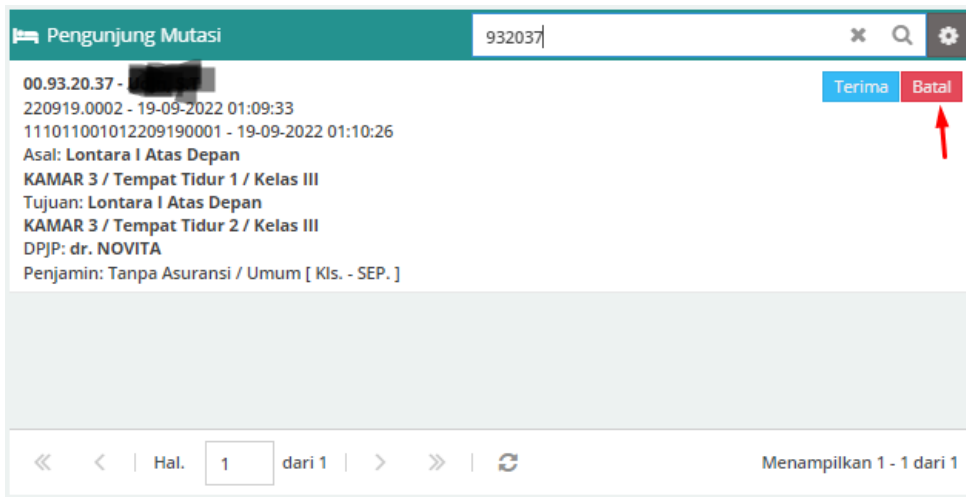 Pengunjung Mutasi
932037
00.93.20.37 -
Terima
Batal
220919.0002 - 19-09-2022 01:09:33
111011001012209190001 - 19-09-2022 01:10:26
Asal: Lontara I Atas Depan
KAMAR 3 / Tempat Tidur 1 / Kelas III
Tujuan: Lontara I Atas Depan
KAMAR 3 / Tempat Tidur 2 / Kelas III
DPJP: dr. NOVITA
Penjamin: Tanpa Asuransi / Umum [ Kls. - SEP. ]
Hal. 1 dari 1
Menampilkan 1 - 1 dari 1